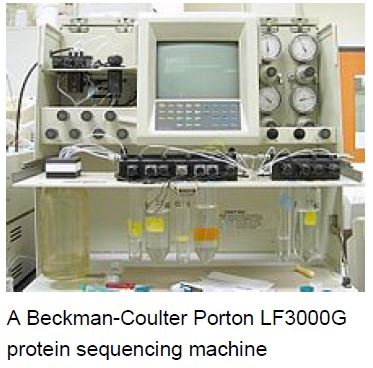 A Beckman-Coulter Porton LF3000G
protein sequencing machine